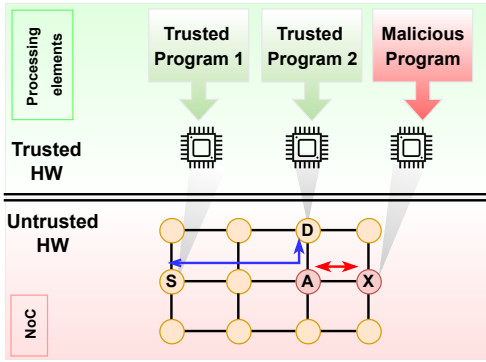 Processing
elements
Trusted
Program 1
Trusted
Program 2
Malicious
Program
Trusted
HW
Untrusted
HW
NoC
D
S
A
X